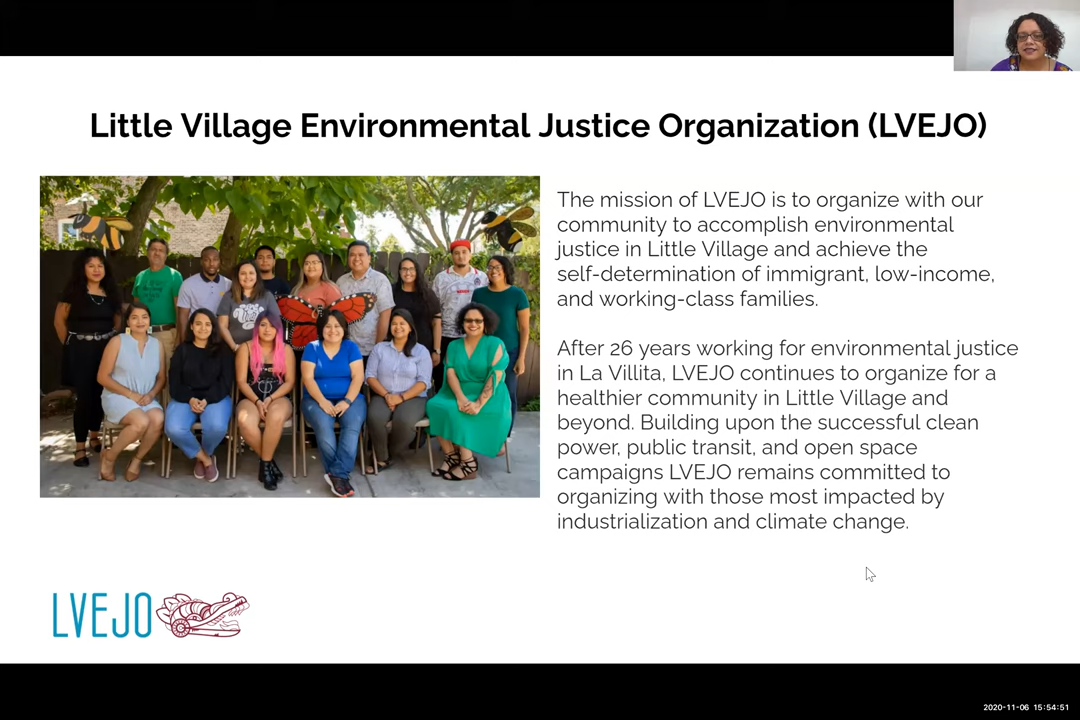 Little Village Environmental Justice Organization (LVEJO)
The mission of LVEJO is to organize with our
community to accomplish environmental
justice in Little Village and achieve the
self-determination of immigrant, low-income,
and working-class families.
After 26 years working for environmental justice
in La Villita, LVEJO continues to organize for a
healthier community in Little Village and
beyond. Building upon the successful clean
power, public transit, and open space
campaigns LVEJO remains committed to
organizing with those most impacted by
industrialization and climate change.
LVEJO
2020-11-06 15:54:51